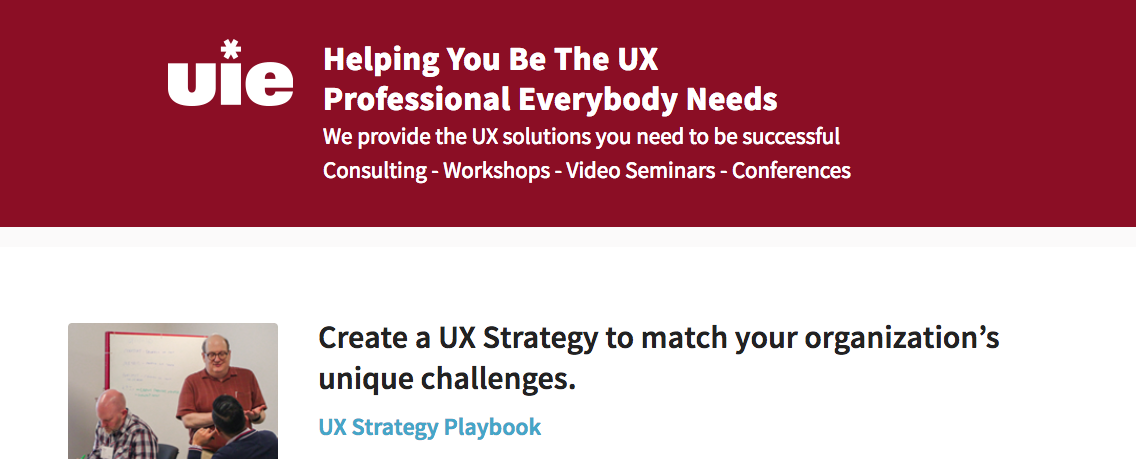 uie
Helping You Be The UX
Professional Everybody Needs
We provide the UX solutions you need to be successful
Consulting - Workshops - Video Seminars - Conferences
Create a UX Strategy to match your organization’s
unique challenges.
UX Strategy Playbook